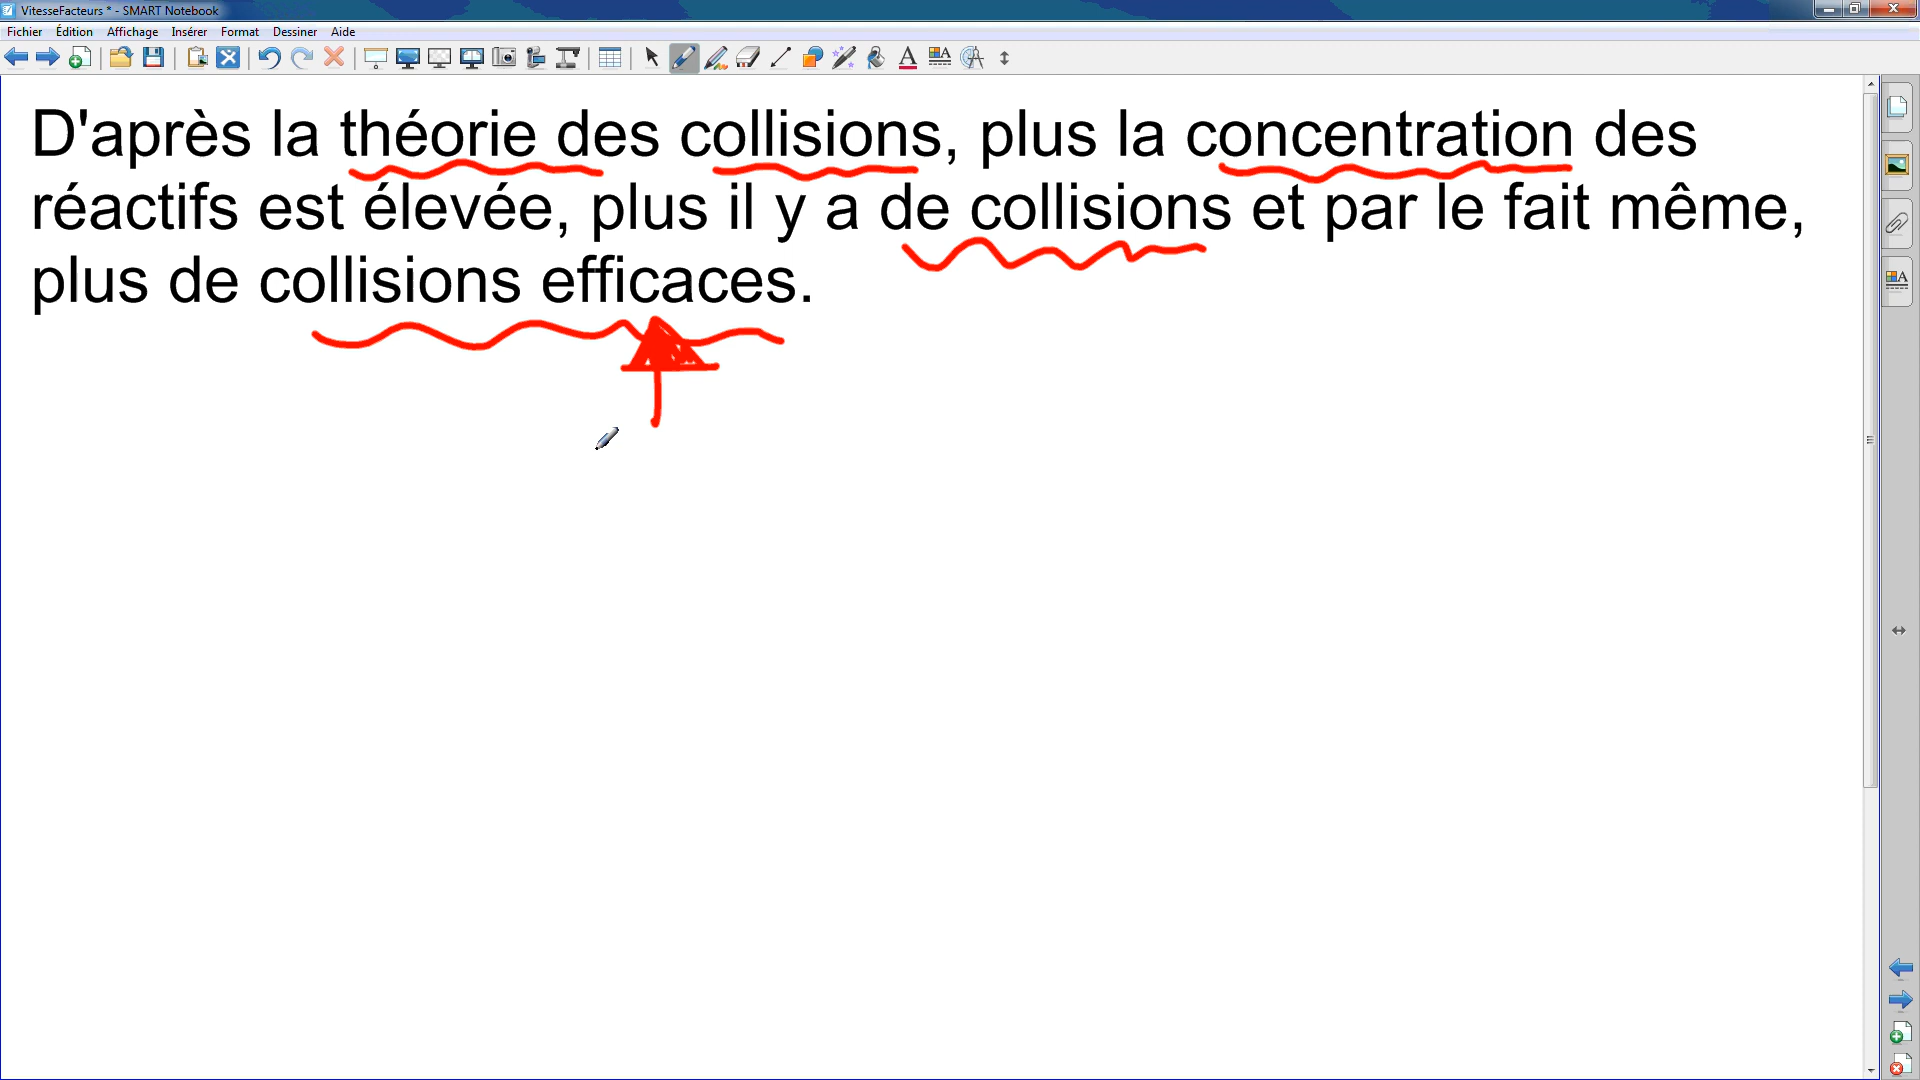 VitesseFacteurs * - SMART Notebook
Fichier Édition Affichage Insérer Format Dessiner Aide
D'après la théorie des collisions, plus la concentration des
réactifs est élevée, plus il y a de collisions et par le fait même,
plus de collisions efficaces.